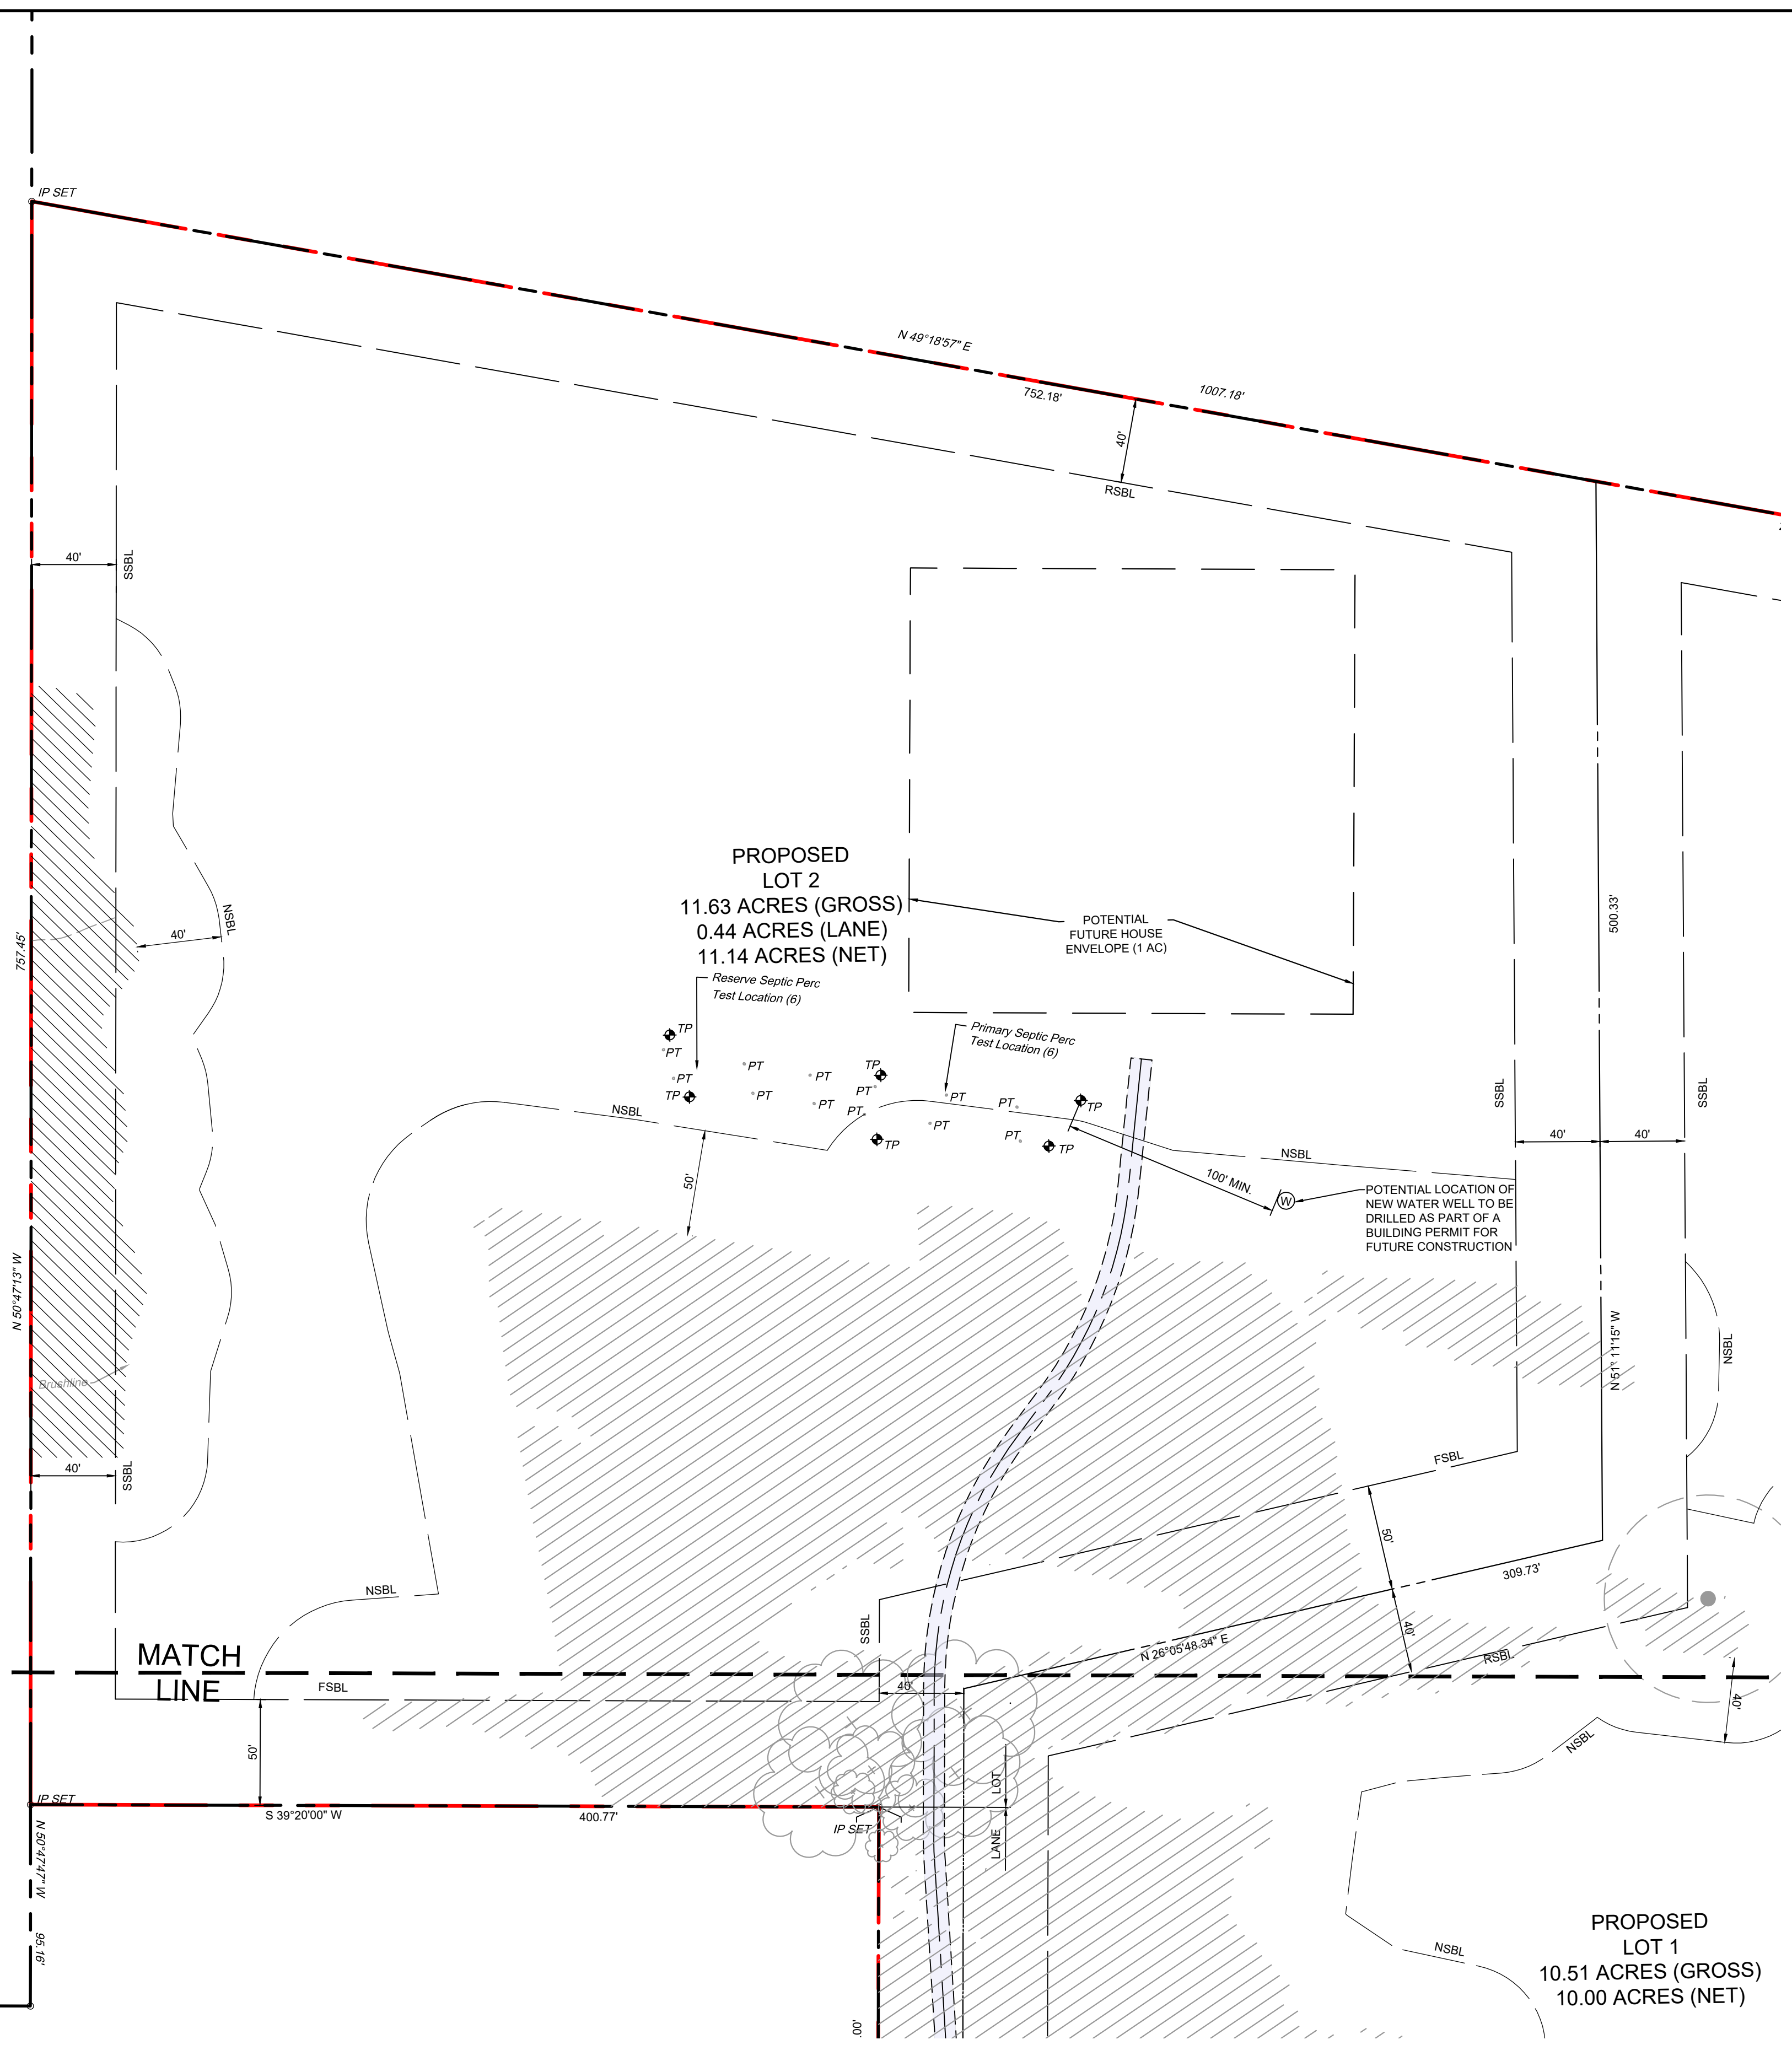 IP SET
N 49°18'57" E
752.18'
1007.18'
40'
RSBL
40'
SSBL
PROPOSED
LOT 2
11.63 ACRES (GROSS)
0.44 ACRES (LANE)
11.14 ACRES (NET)
POTENTIAL
FUTURE HOUSE
ENVELOPE (1 AC)
500.33'
NSBL
40'
757.45'
Reserve Septic Perc
Test Location (6)
Primary Septic Perc
Test Location (6)
TP
PT
PT
TP
PT
PT
PT
PT
TP
PT
PT
TP
PT
PT
PT
PT
TP
TP
NSBL
50'
NSBL
100' MIN.
W
POTENTIAL LOCATION OF
NEW WATER WELL TO BE
DRILLED AS PART OF A
BUILDING PERMIT FOR
FUTURE CONSTRUCTION
SSBL
40'
40'
SSBL
N 50°47'13" W
N 51° 11'15" W
NSBL
Brushline
40'
SSBL
FSBL
50'
309.73'
NSBL
SSBL
N 26°05'48.34" E
40'
RSBL
MATCH
LINE
FSBL
40'
40'
NSBL
50'
LOT
LANE
IP SET
S 39°20'00" W
400.77'
IP SET
N 50°47'47" W
95.16'
NSBL
PROPOSED
LOT 1
10.51 ACRES (GROSS)
10.00 ACRES (NET)
.00'